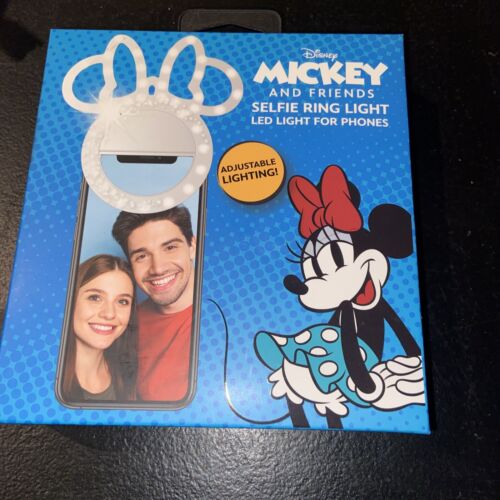 Disney
MICKEY
AND FRIENDS
SELFIE RING LIGHT
LED LIGHT FOR PHONES
ADJUSTABLE
LIGHTING!